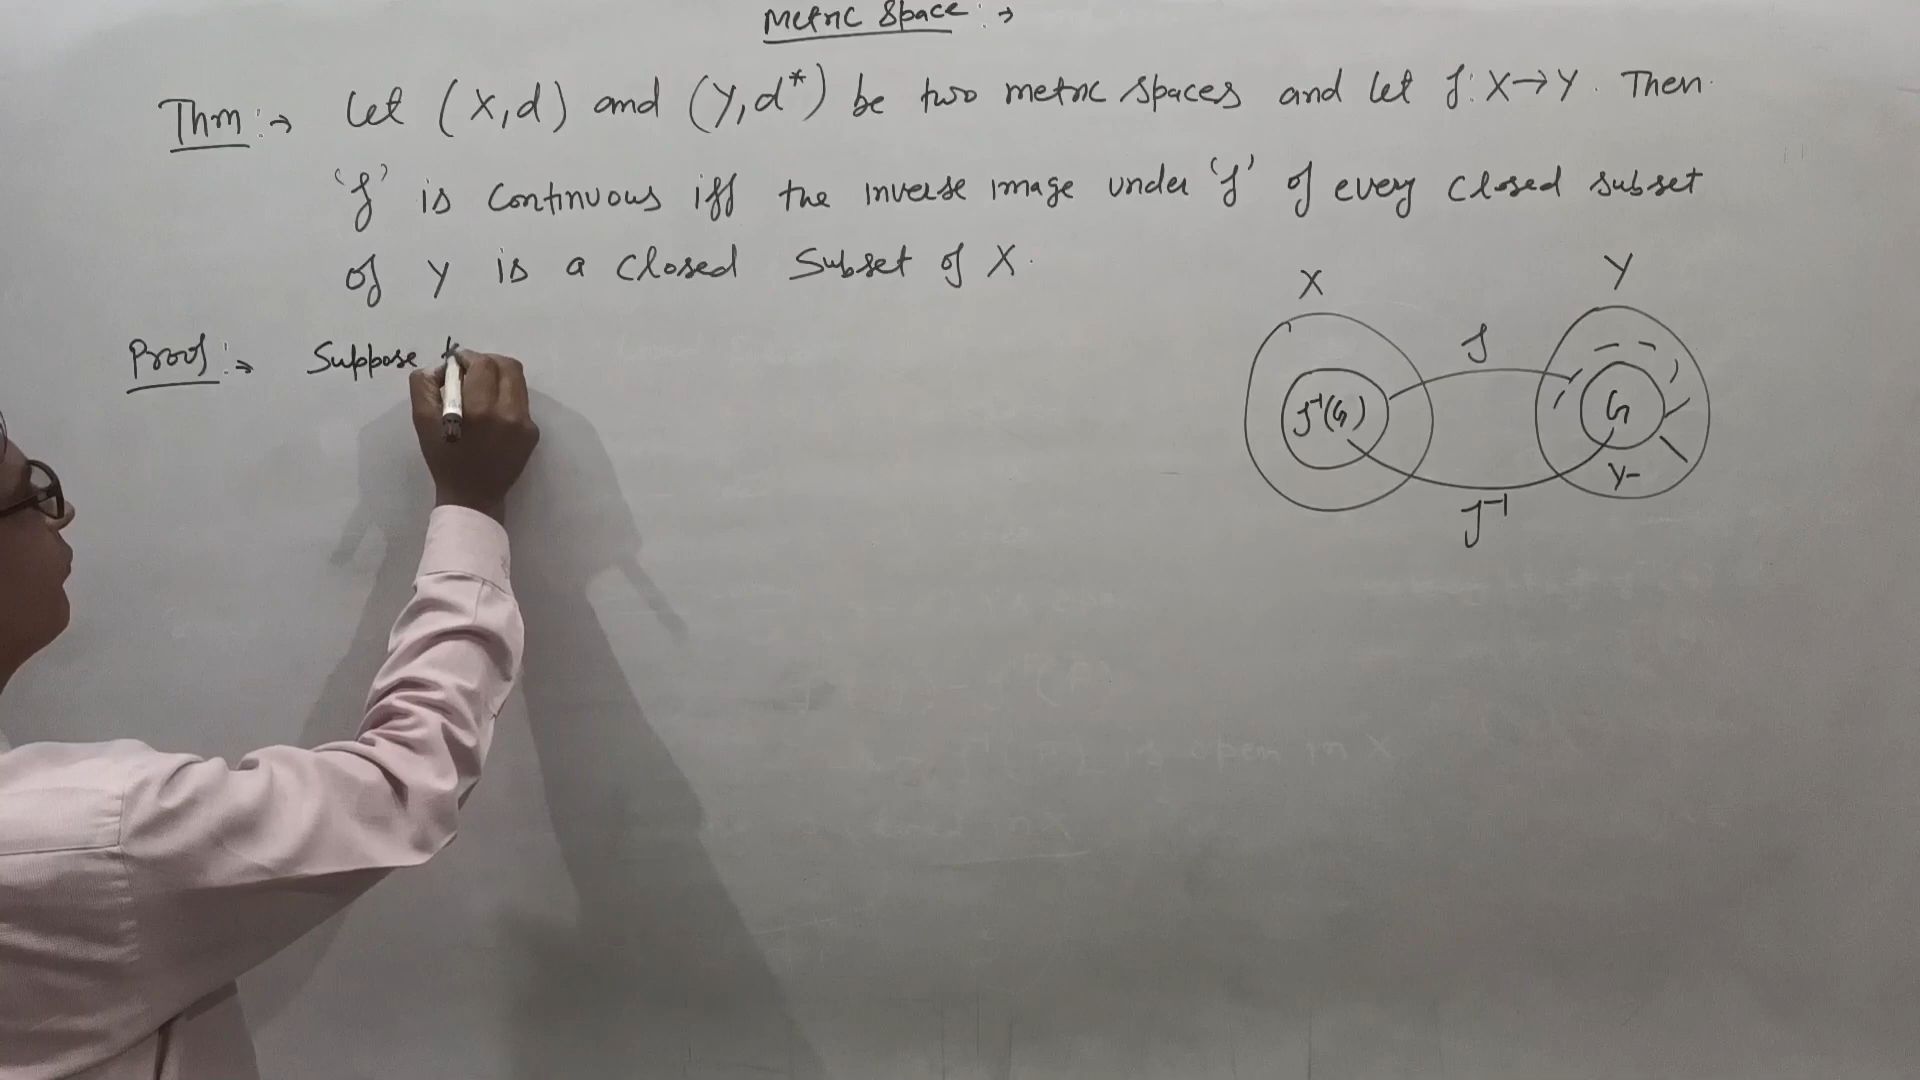 Metric Space :→
Thm :→ Let (X,d) and (Y,d*) be two metric spaces and let f: X→Y. Then
'f' is continuous iff the inverse image under 'f' of every closed subset
of Y is a closed subset of X.
Proof :→ Suppose
X Y
f
f⁻¹(G) G
Y-
f⁻¹